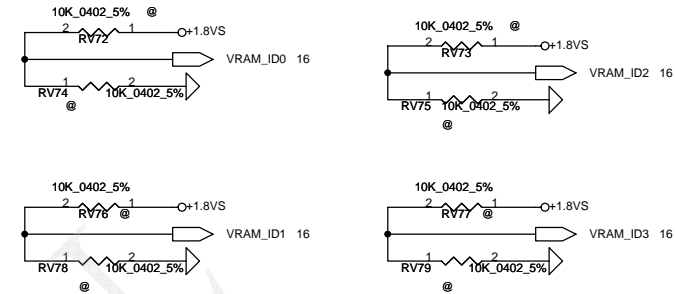 10K_0402_5% @
2 1
RV72
+1.8VS
VRAM_ID0 16
1 2
RV74 10K_0402_5%
@
10K_0402_5% @
2 1
RV73
+1.8VS
VRAM_ID2 16
1 2
RV75 10K_0402_5%
@
10K_0402_5%
2 1
RV76 @
+1.8VS
VRAM_ID1 16
1 2
RV78 10K_0402_5%
@
10K_0402_5%
2 1
RV77 @
+1.8VS
VRAM_ID3 16
1 2
RV79 10K_0402_5%
@